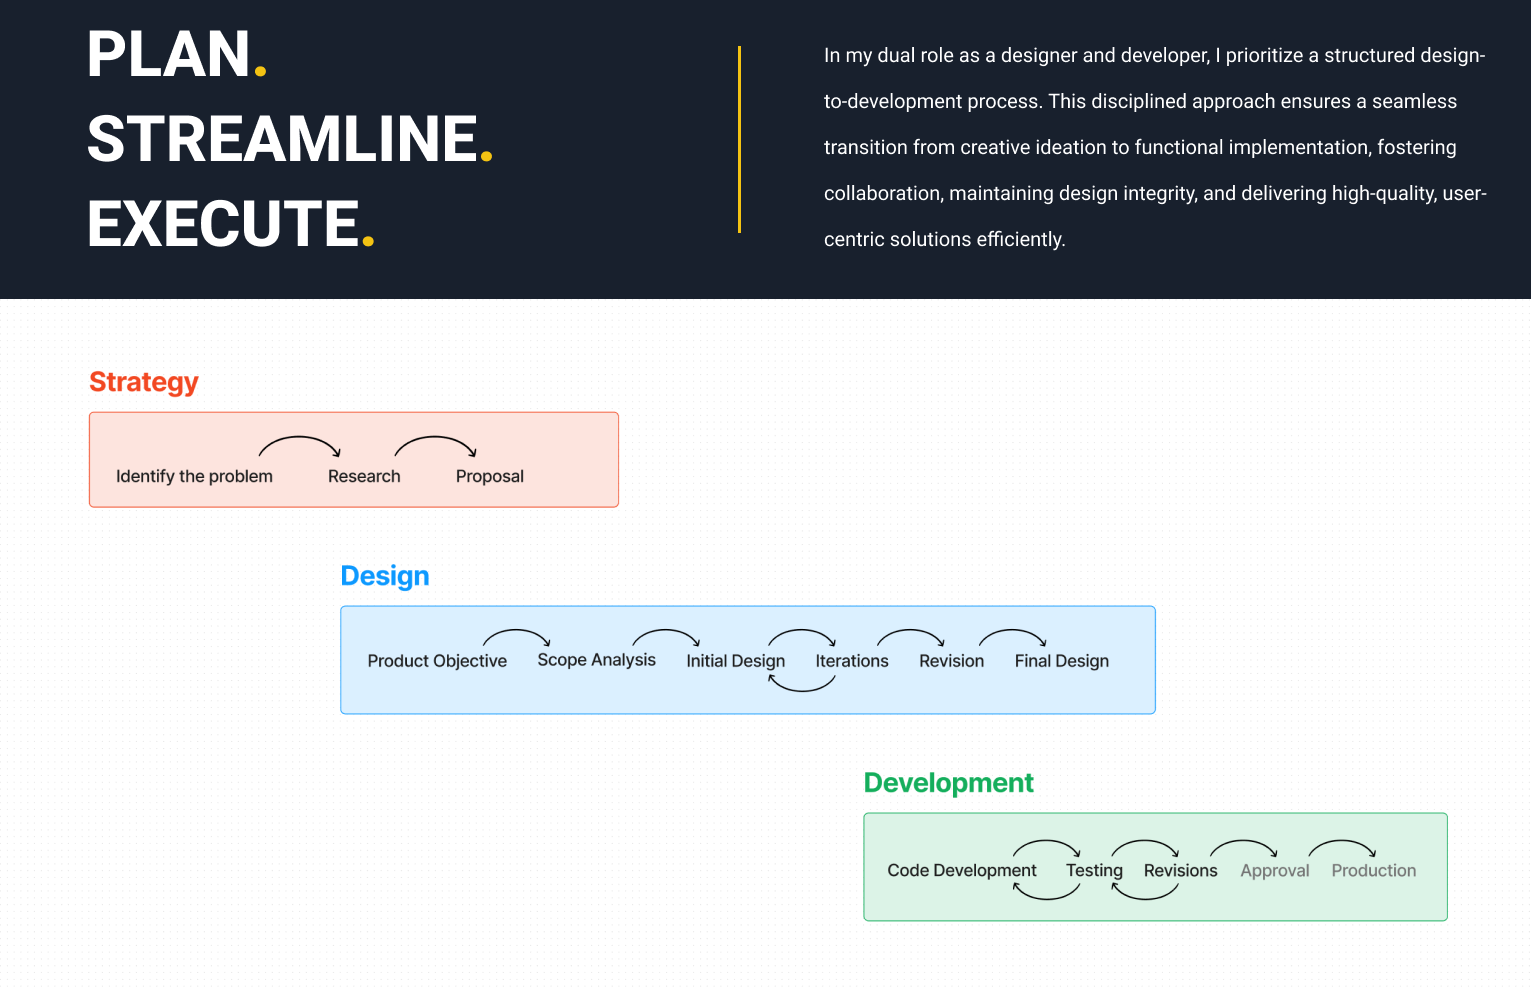 PLAN.
STREAMLINE.
EXECUTE.
In my dual role as a designer and developer, I prioritize a structured design-
to-development process. This disciplined approach ensures a seamless
transition from creative ideation to functional implementation, fostering
collaboration, maintaining design integrity, and delivering high-quality, user-
centric solutions efficiently.
Strategy
Identify the problem Research Proposal
Design
Product Objective Scope Analysis Initial Design Iterations Revision Final Design
Development
Code Development Testing Revisions Approval Production